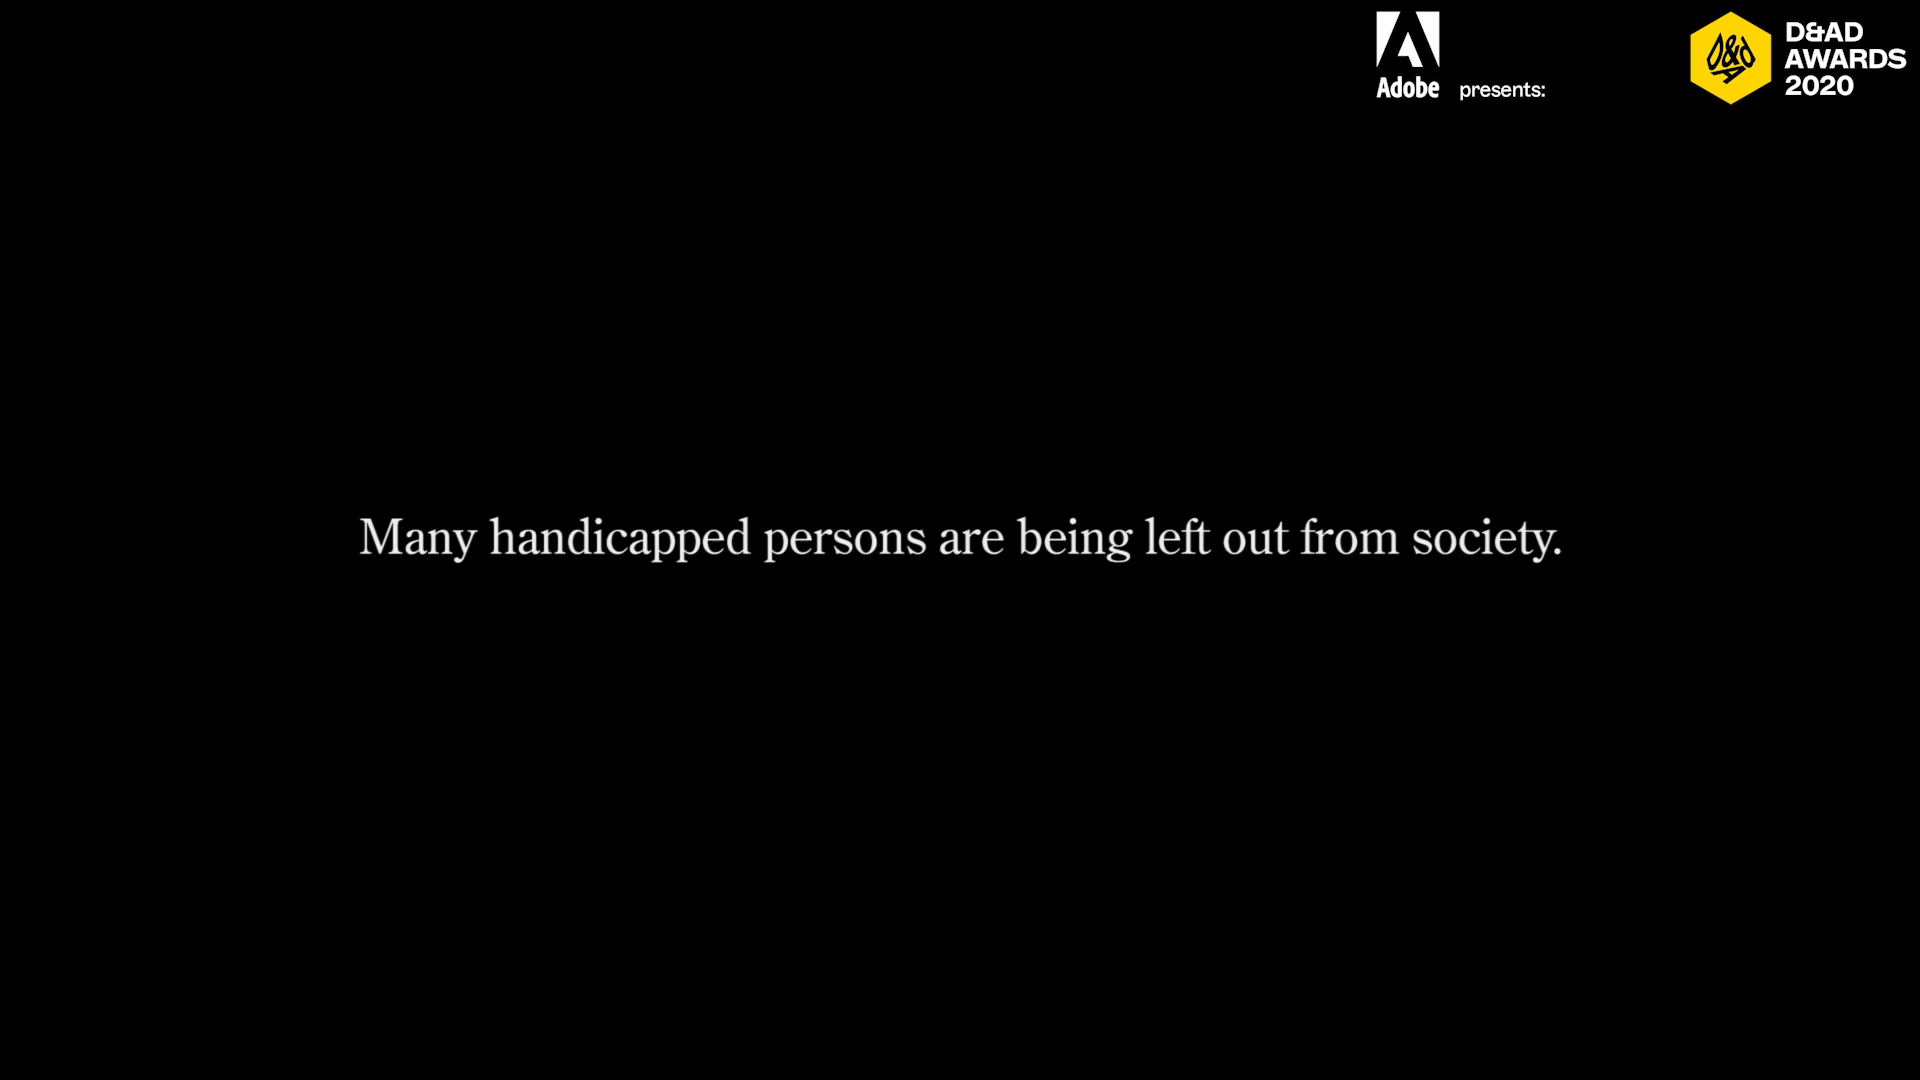 Adobe presents:
D&AD
AWARDS
2020
Many handicapped persons are being left out from society.